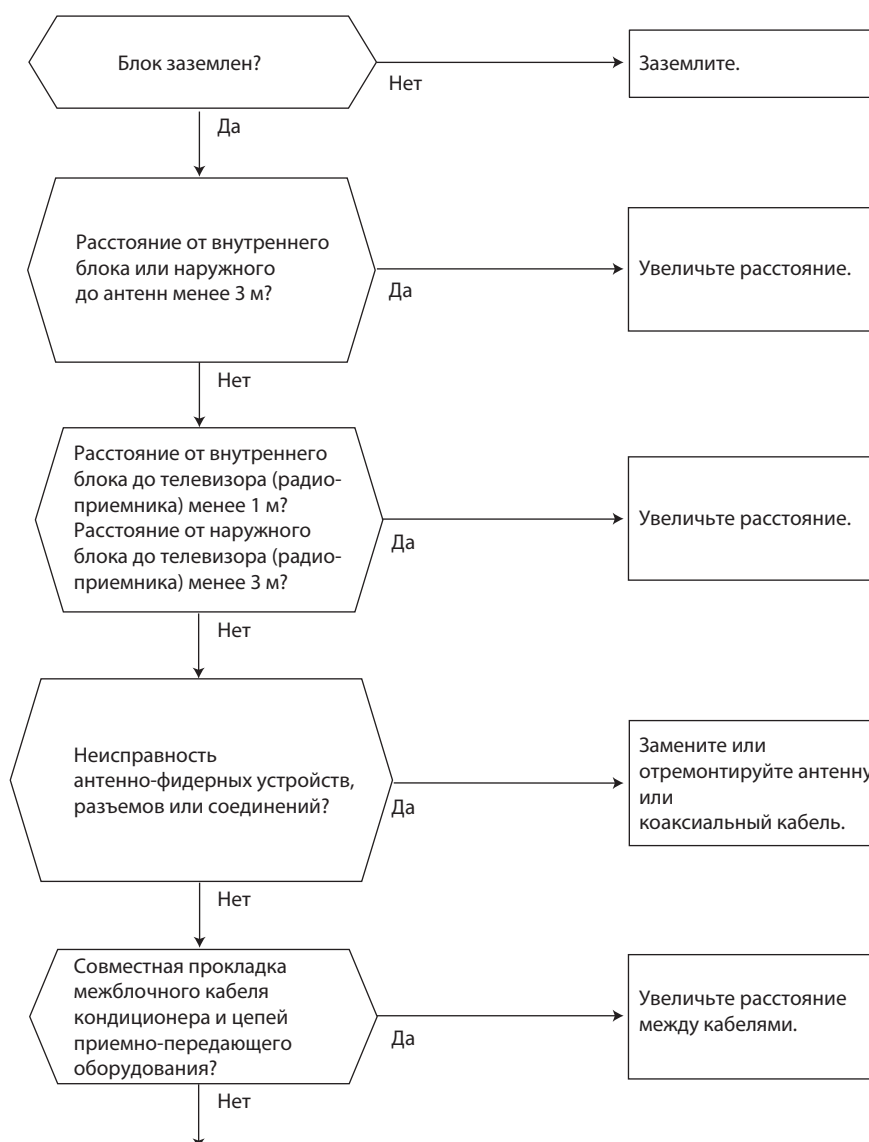 Блок заземлен?
Нет
Заземлите.
Да
Расстояние от внутреннего
блока или наружного
до антенн менее 3 м?
Да
Увеличьте расстояние.
Нет
Расстояние от внутреннего
блока до телевизора (радио-
приемника) менее 1 м?
Расстояние от наружного
блока до телевизора (радио-
приемника) менее 3 м?
Да
Увеличьте расстояние.
Нет
Неисправность
антенно-фидерных устройств,
разъемов или соединений?
Да
Замените или
отремонтируйте антенну
или
коаксиальный кабель.
Нет
Совместная прокладка
межблочного кабеля
кондиционера и цепей
приемно-передающего
оборудования?
Да
Увеличьте расстояние
между кабелями.
Нет